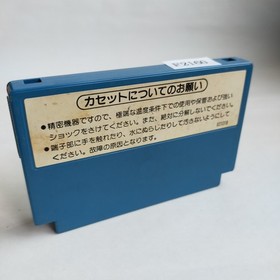 カセットについてのお願い
●精密機器ですので、極端な温度条件下での使用や保管および強い
ショックをさけてください。また、絶対に分解しないでください。
●端子部に手を触れたり、水にぬらしたりして汚さないようにして
ください。故障の原因となります。